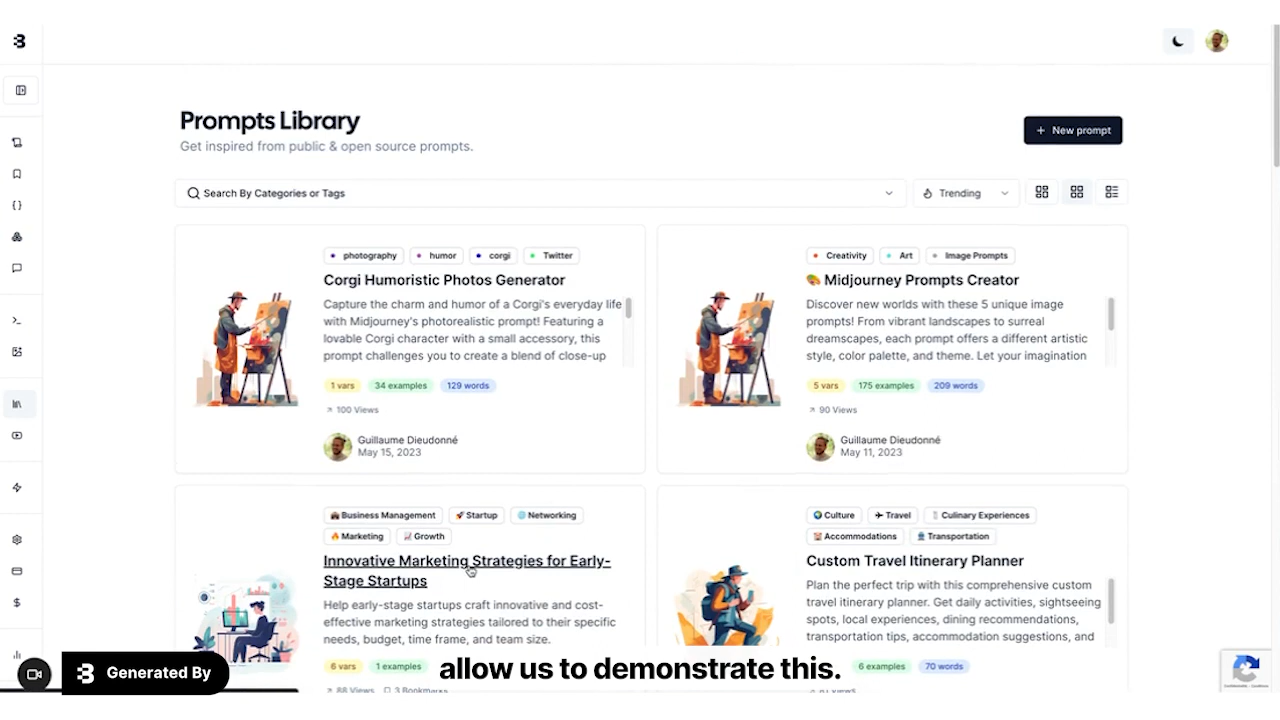 Prompts Library
Get inspired from public & open source prompts.
+ New prompt
Search By Categories or Tags
Trending
photography
humor
corgi
Twitter
Corgi Humoristic Photos Generator
Capture the charm and humor of a Corgi's everyday life
with Midjourney's photorealistic prompt! Featuring a
lovable Corgi character with a small accessory, this
prompt challenges you to create a blend of close-up
1 vars
34 examples
129 words
100 Views
Guillaume Dieudonné
May 15, 2023
Creativity
Art
Image Prompts
🎨 Midjourney Prompts Creator
Discover new worlds with these 5 unique image
prompts! From vibrant landscapes to surreal
dreamscapes, each prompt offers a different artistic
style, color palette, and theme. Let your imagination
5 vars
175 examples
209 words
90 Views
Guillaume Dieudonné
May 11, 2023
Business Management
🚀 Startup
🌐 Networking
🔥 Marketing
📈 Growth
Innovative Marketing Strategies for Early-
Stage Startups
Help early-stage startups craft innovative and cost-
effective marketing strategies tailored to their specific
needs, budget, time frame, and team size.
6 vars
1 examples
88 Views
3 Bookmarks
Culture
✈ Travel
Culinary Experiences
Accommodations
Transportation
Custom Travel Itinerary Planner
Plan the perfect trip with this comprehensive custom
travel itinerary planner. Get daily activities, sightseeing
spots, local experiences, dining recommendations,
transportation tips, accommodation suggestions, and
6 examples
70 words
Generated By
allow us to demonstrate this.